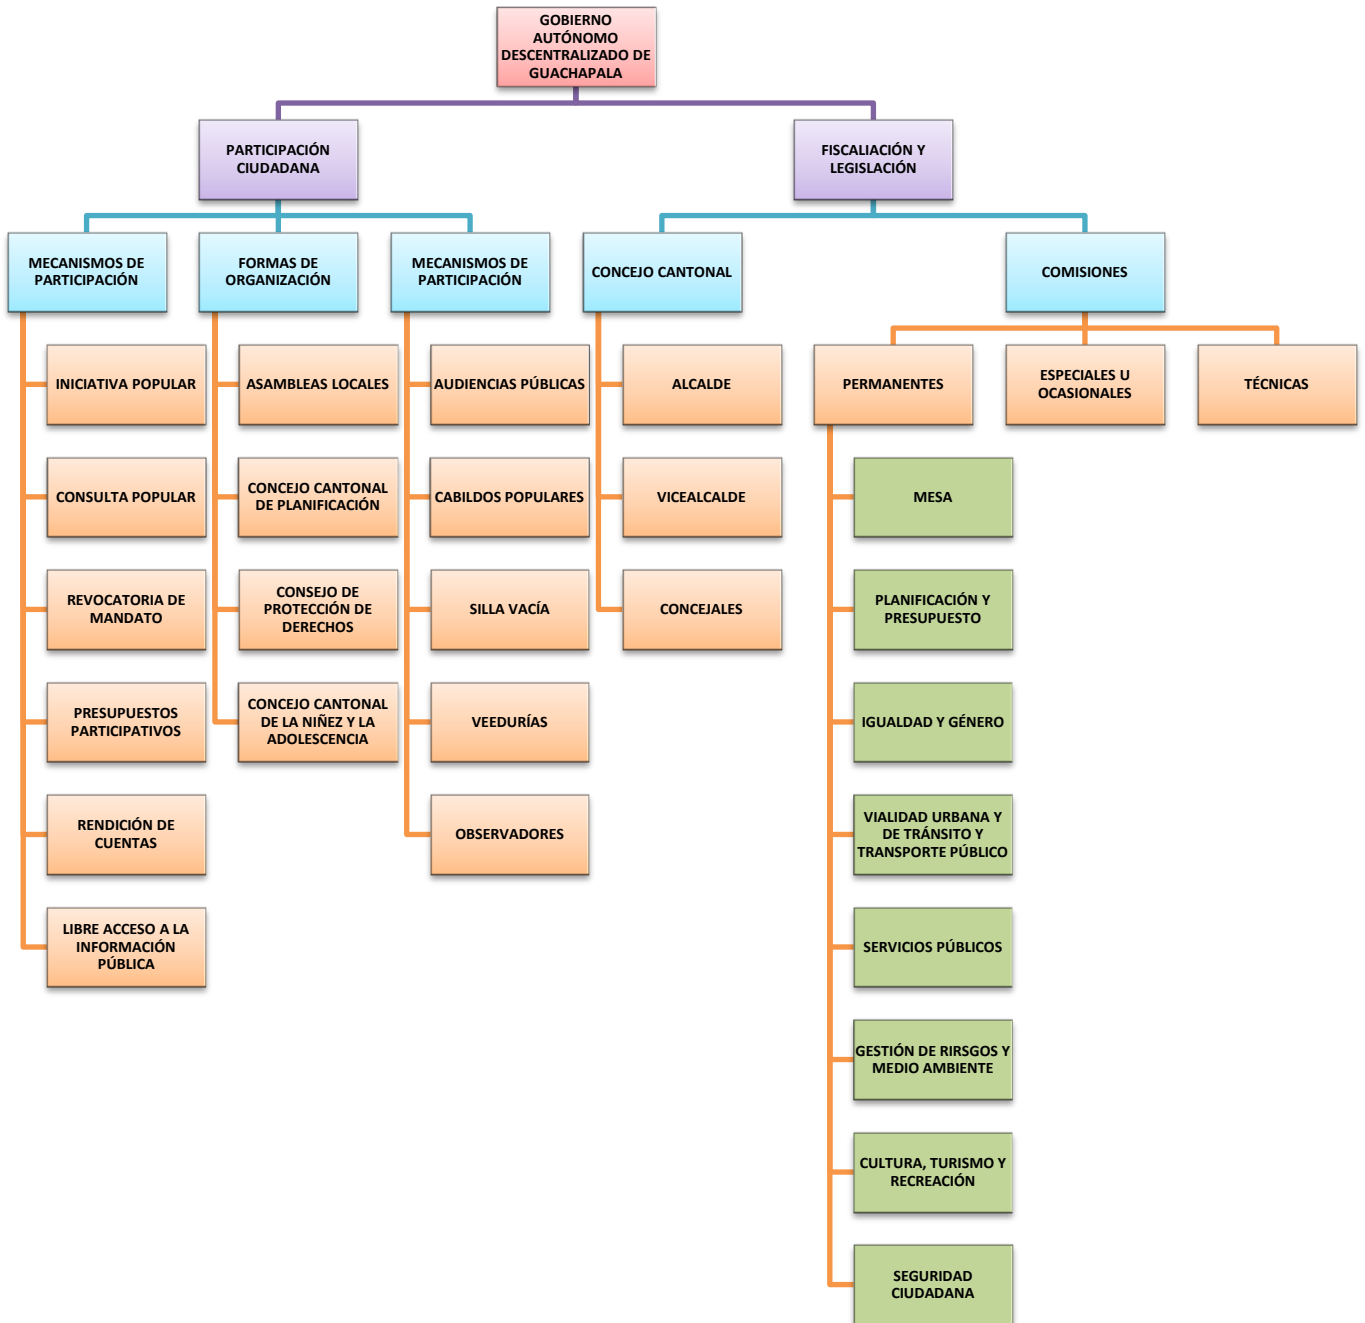 GOBIERNO
AUTÓNOMO
DESCENTRALIZADO DE
GUACHAPALA
PARTICIPACIÓN
CIUDADANA
FISCALIACIÓN Y
LEGISLACIÓN
MECANISMOS DE
PARTICIPACIÓN
FORMAS DE
ORGANIZACIÓN
MECANISMOS DE
PARTICIPACIÓN
CONCEJO CANTONAL
COMISIONES
INICIATIVA POPULAR
ASAMBLEAS LOCALES
AUDIENCIAS PÚBLICAS
ALCALDE
PERMANENTES
ESPECIALES U
OCASIONALES
TÉCNICAS
CONSULTA POPULAR
CONCEJO CANTONAL
DE PLANIFICACIÓN
CABILDOS POPULARES
VICEALCALDE
MESA
REVOCATORIA DE
MANDATO
CONSEJO DE
PROTECCIÓN DE
DERECHOS
SILLA VACÍA
CONCEJALES
PLANIFICACIÓN Y
PRESUPUESTO
PRESUPUESTOS
PARTICIPATIVOS
CONCEJO CANTONAL
DE LA NIÑEZ Y LA
ADOLESCENCIA
VEEDURÍAS
IGUALDAD Y GÉNERO
RENDICIÓN DE
CUENTAS
OBSERVADORES
VIALIDAD URBANA Y
DE TRÁNSITO Y
TRANSPORTE PÚBLICO
LIBRE ACCESO A LA
INFORMACIÓN
PÚBLICA
SERVICIOS PÚBLICOS
GESTIÓN DE RIRSGOS Y
MEDIO AMBIENTE
CULTURA, TURISMO Y
RECREACIÓN
SEGURIDAD
CIUDADANA